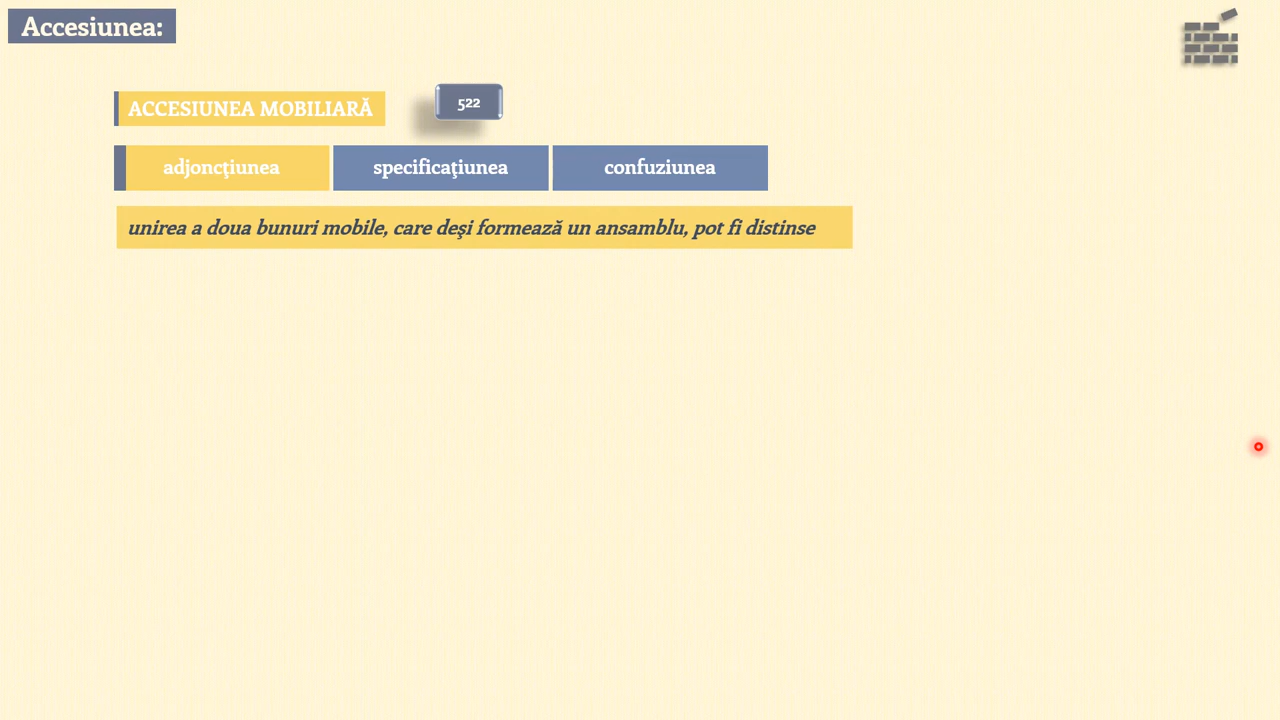 Accesiunea:
ACCESIUNEA MOBILIARĂ
522
adjoncţiunea
specificaţiunea
confuziunea
unirea a doua bunuri mobile, care deşi formează un ansamblu, pot fi distinse